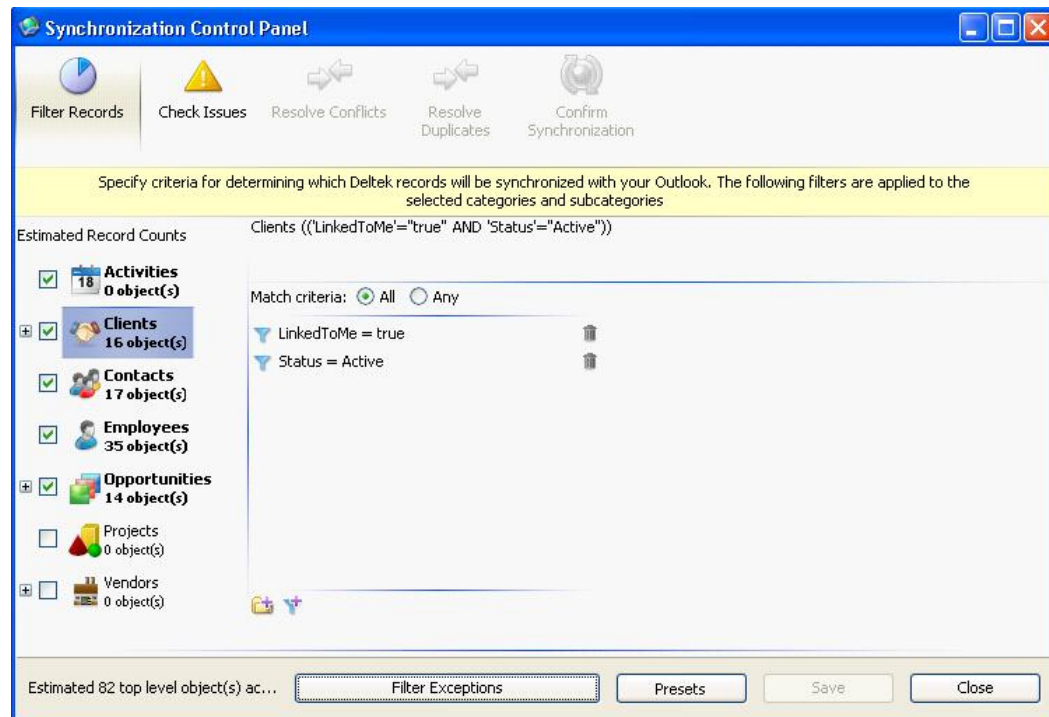 Synchronization Control Panel
Filter Records
Check Issues
Resolve Conflicts
Resolve
Duplicates
Confirm
Synchronization
Specify criteria for determining which Deltek records will be synchronized with your Outlook. The following filters are applied to the
selected categories and subcategories
Estimated Record Counts
Clients (('LinkedToMe'="true" AND 'Status'="Active"))
18
Activities
0 object(s)
Clients
16 object(s)
Contacts
17 object(s)
Employees
35 object(s)
Opportunities
14 object(s)
Projects
0 object(s)
Vendors
0 object(s)
Match criteria: All Any
LinkedToMe = true
Status = Active
Estimated 82 top level object(s) ac...
Filter Exceptions
Presets
Save
Close